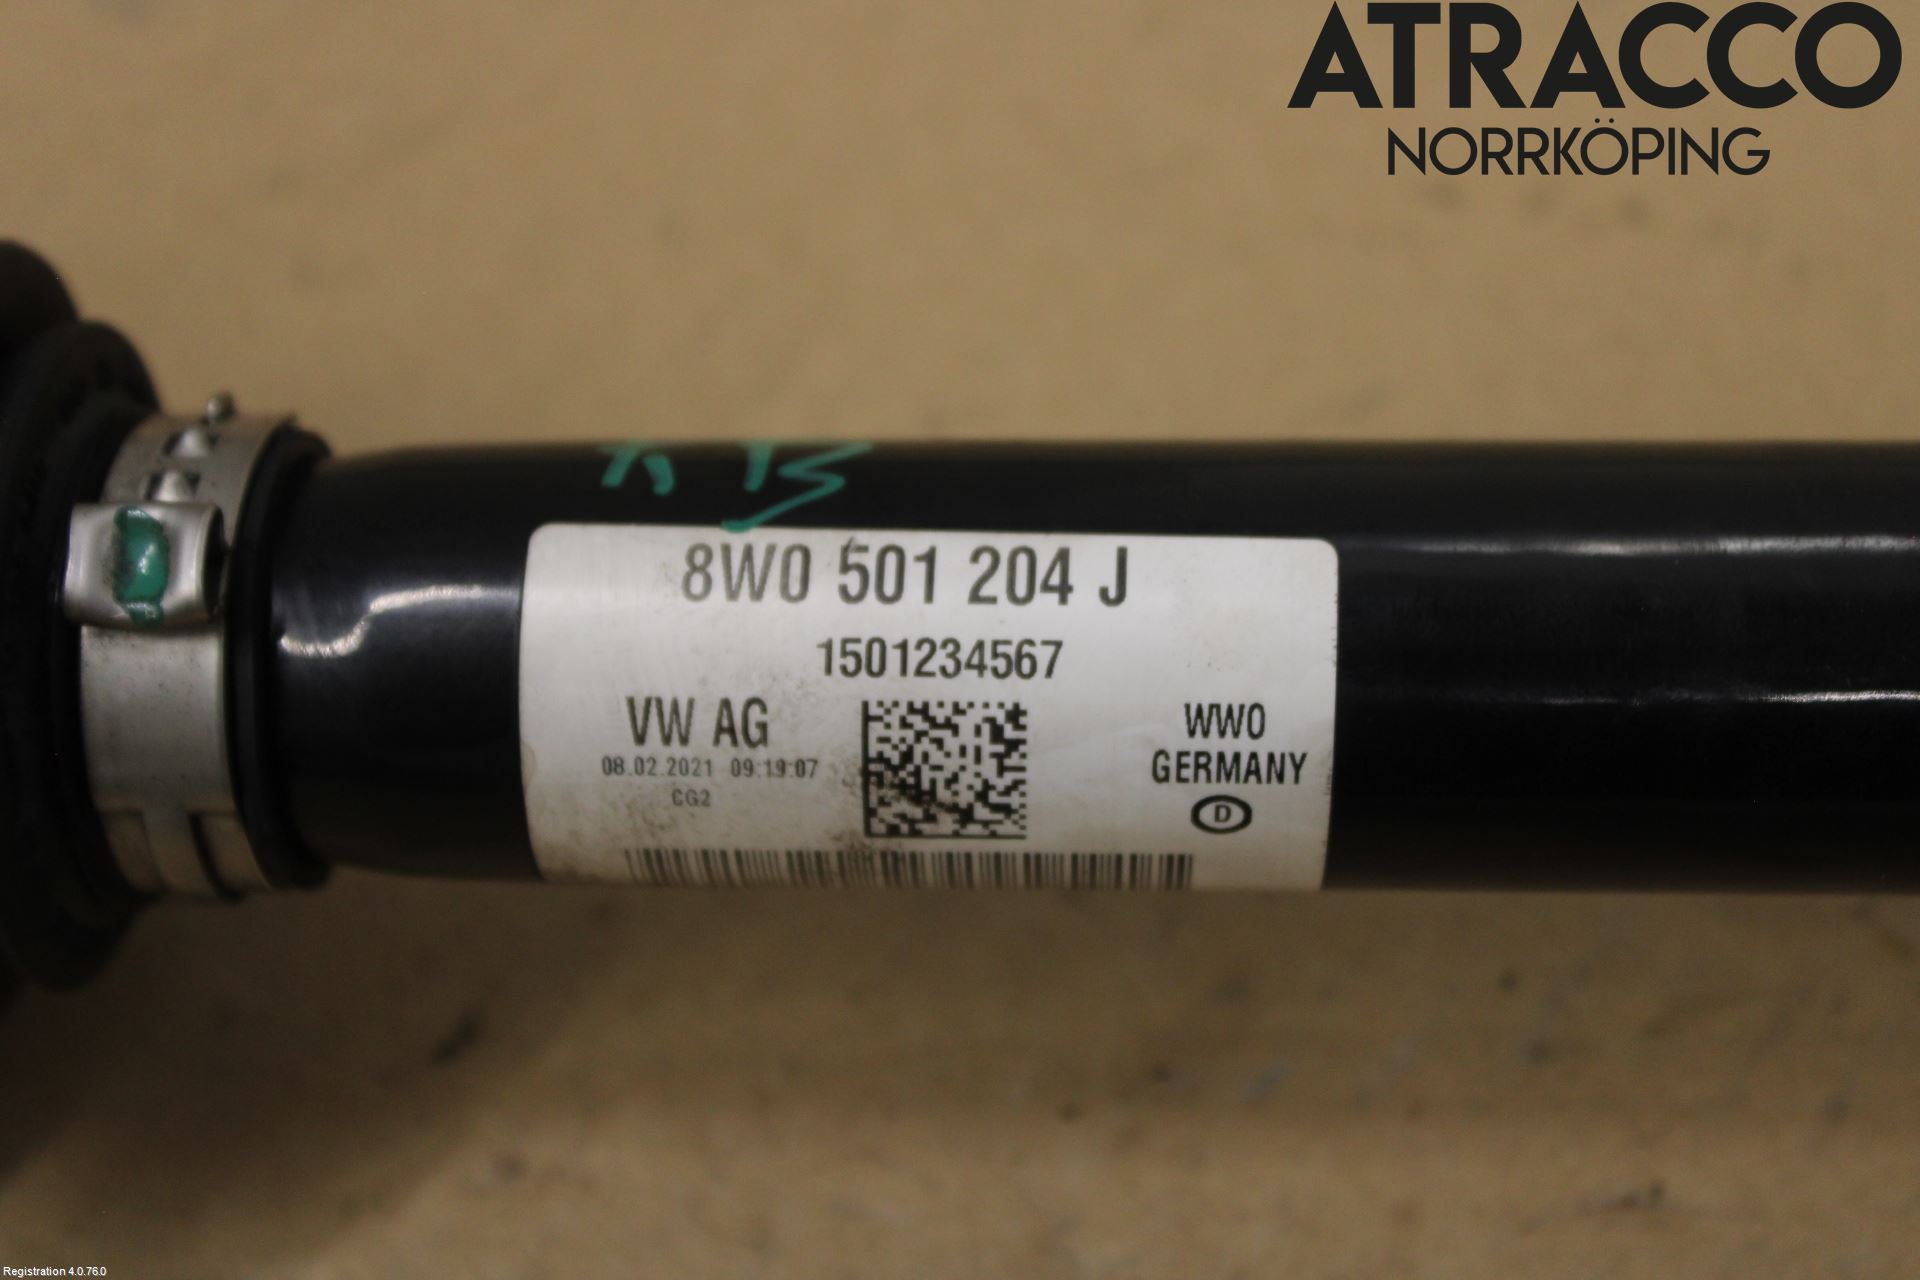 ATRACCO
NORRKÖPING
8W0 501 204 J
1501234567
VW AG
08.02.2021 09:19:07
CG2
WWO
GERMANY
D
Registration 4.0.76.0